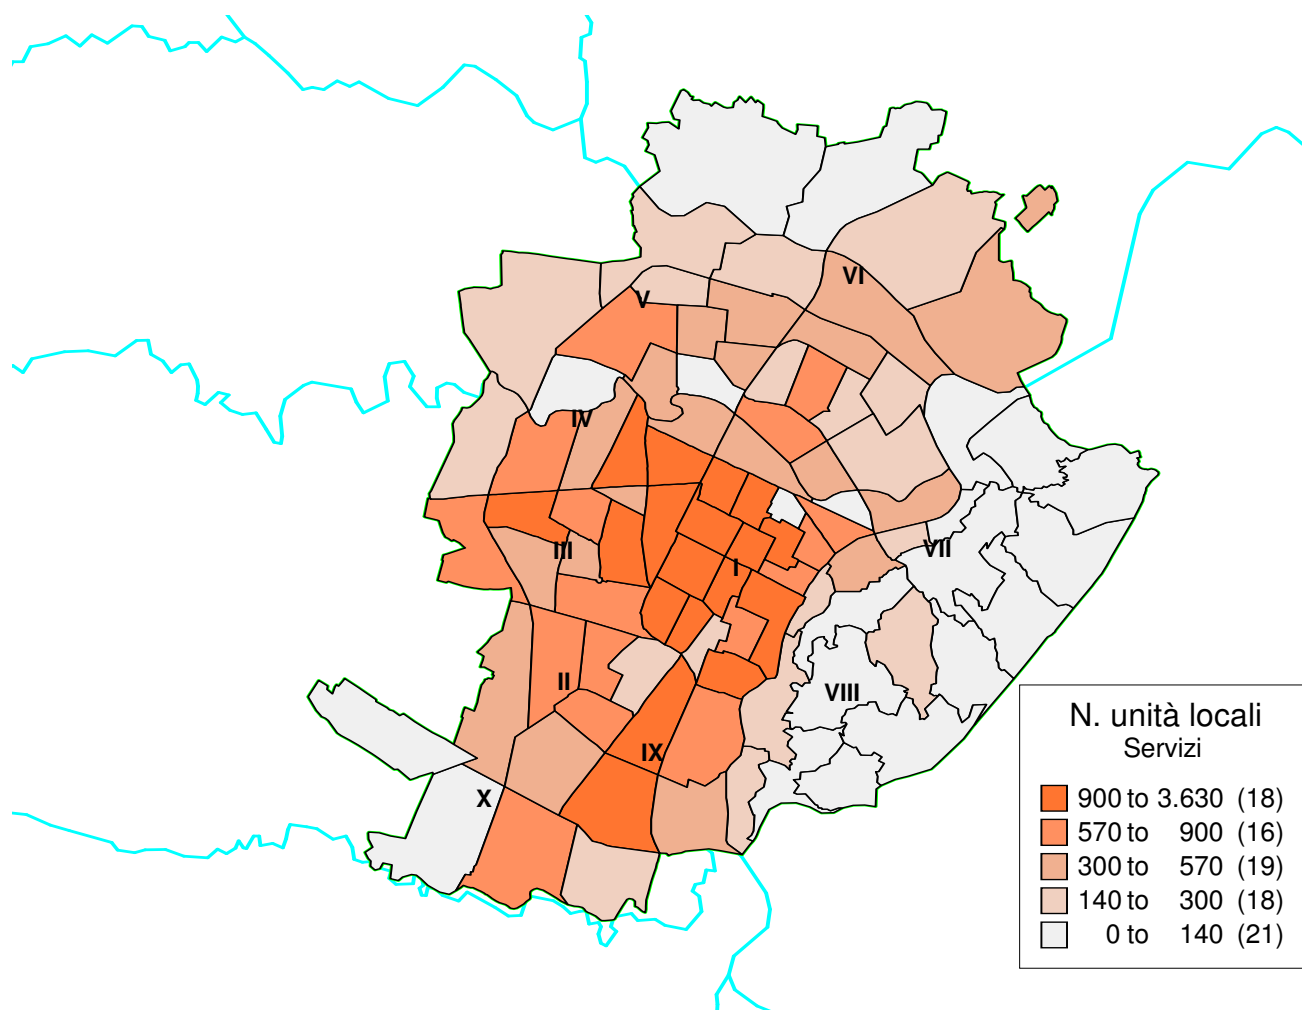 VI
V
IV
III
VII
I
II
VIII
IX
X
N. unità locali
Servizi
900 to 3.630 (18)
570 to 900 (16)
300 to 570 (19)
140 to 300 (18)
0 to 140 (21)